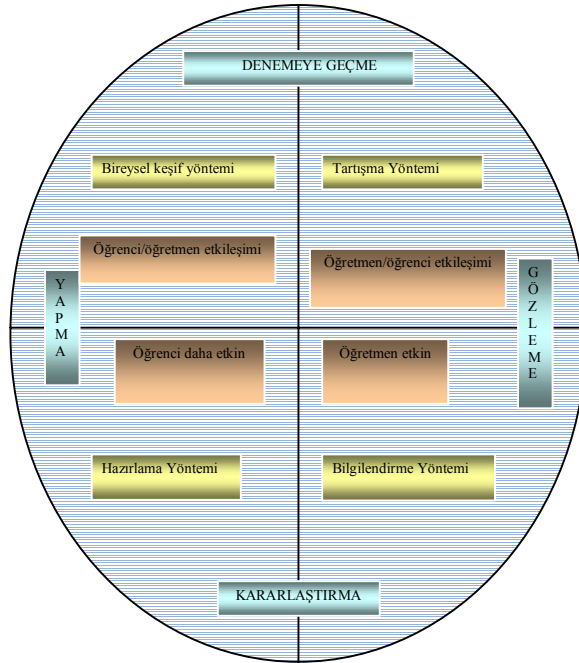 DENEMEYE GEÇME
Bireysel keşif yöntemi
Tartışma Yöntemi
Öğrenci/öğretmen etkileşimi
Öğretmen/öğrenci etkileşimi
Y
A
P
M
A
G
Ö
Z
L
E
M
E
Öğrenci daha etkin
Öğretmen etkin
Hazırlama Yöntemi
Bilgilendirme Yöntemi
KARARLAŞTIRMA